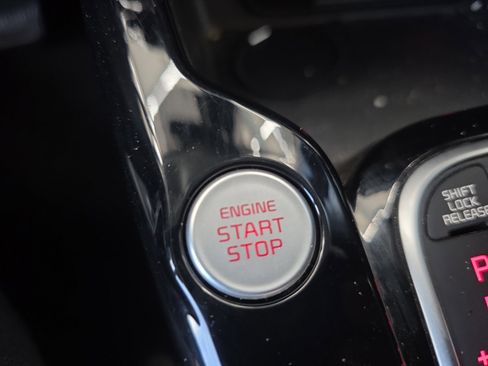 ENGINE
START
STOP
SHIFT
LOCK
RELEASE
P
+